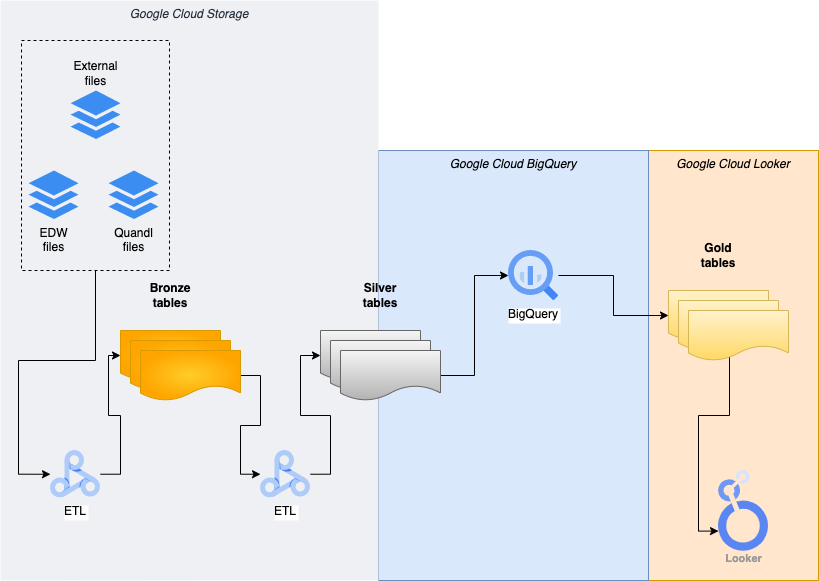 Google Cloud Storage
External
files
EDW
files
Quandl
files
Bronze
tables
ETL
Silver
tables
ETL
Google Cloud BigQuery
BigQuery
Google Cloud Looker
Gold
tables
Looker